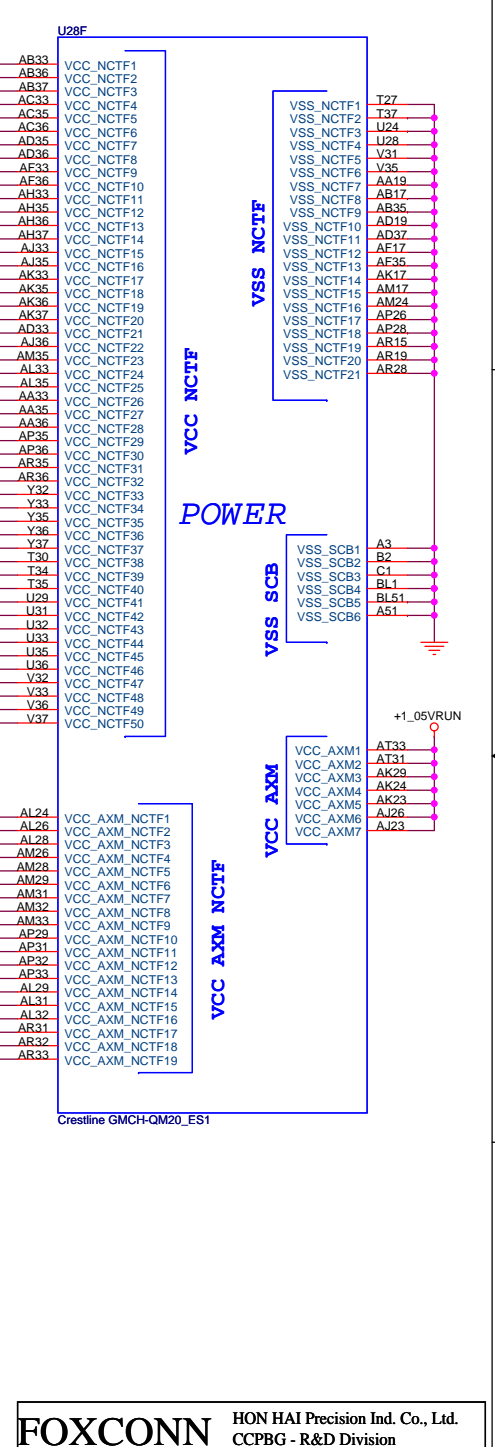 U28F
AB33 VCC_NCTF1
AB36 VCC_NCTF2
AB37 VCC_NCTF3
AC33 VCC_NCTF4
AC35 VCC_NCTF5
AC36 VCC_NCTF6
AD35 VCC_NCTF7
AD36 VCC_NCTF8
AF33 VCC_NCTF9
AF36 VCC_NCTF10
AH33 VCC_NCTF11
AH35 VCC_NCTF12
AH36 VCC_NCTF13
AH37 VCC_NCTF14
AJ33 VCC_NCTF15
AJ35 VCC_NCTF16
AK33 VCC_NCTF17
AK35 VCC_NCTF18
AK36 VCC_NCTF19
AK37 VCC_NCTF20
AD33 VCC_NCTF21
AJ36 VCC_NCTF22
AM35 VCC_NCTF23
AL33 VCC_NCTF24
AL35 VCC_NCTF25
AA33 VCC_NCTF26
AA35 VCC_NCTF27
AA36 VCC_NCTF28
AP35 VCC_NCTF29
AP36 VCC_NCTF30
AR35 VCC_NCTF31
AR36 VCC_NCTF32
Y32 VCC_NCTF33
Y33 VCC_NCTF34
Y35 VCC_NCTF35
Y36 VCC_NCTF36
Y37 VCC_NCTF37
T30 VCC_NCTF38
T34 VCC_NCTF39
T35 VCC_NCTF40
U29 VCC_NCTF41
U31 VCC_NCTF42
U32 VCC_NCTF43
U33 VCC_NCTF44
U35 VCC_NCTF45
U36 VCC_NCTF46
V32 VCC_NCTF47
V33 VCC_NCTF48
V36 VCC_NCTF49
V37 VCC_NCTF50
VCC NCTF
AL24 VCC_AXM_NCTF1
AL26 VCC_AXM_NCTF2
AL28 VCC_AXM_NCTF3
AM26 VCC_AXM_NCTF4
AM28 VCC_AXM_NCTF5
AM29 VCC_AXM_NCTF6
AM31 VCC_AXM_NCTF7
AM32 VCC_AXM_NCTF8
AM33 VCC_AXM_NCTF9
AP29 VCC_AXM_NCTF10
AP31 VCC_AXM_NCTF11
AP32 VCC_AXM_NCTF12
AP33 VCC_AXM_NCTF13
AL29 VCC_AXM_NCTF14
AL31 VCC_AXM_NCTF15
AL32 VCC_AXM_NCTF16
AR31 VCC_AXM_NCTF17
AR32 VCC_AXM_NCTF18
AR33 VCC_AXM_NCTF19
VCC AXM NCTF
POWER
VSS NCTF
VSS_NCTF1 T27
VSS_NCTF2 T37
VSS_NCTF3 U24
VSS_NCTF4 U28
VSS_NCTF5 V31
VSS_NCTF6 V35
VSS_NCTF7 AA19
VSS_NCTF8 AB17
VSS_NCTF9 AB35
VSS_NCTF10 AD19
VSS_NCTF11 AD37
VSS_NCTF12 AF17
VSS_NCTF13 AF35
VSS_NCTF14 AK17
VSS_NCTF15 AM17
VSS_NCTF16 AM24
VSS_NCTF17 AP26
VSS_NCTF18 AP28
VSS_NCTF19 AR15
VSS_NCTF20 AR19
VSS_NCTF21 AR28
VSS SCB
VSS_SCB1 A3
VSS_SCB2 B2
VSS_SCB3 C1
VSS_SCB4 BL1
VSS_SCB5 BL51
VSS_SCB6 A51
+1_05VRUN
VCC AXM
VCC_AXM1 AT33
VCC_AXM2 AT31
VCC_AXM3 AK29
VCC_AXM4 AK24
VCC_AXM5 AK23
VCC_AXM6 AJ26
VCC_AXM7 AJ23
Crestline GMCH-QM20_ES1
FOXCONN
HON HAI Precision Ind. Co., Ltd.
CCPBG - R&D Division